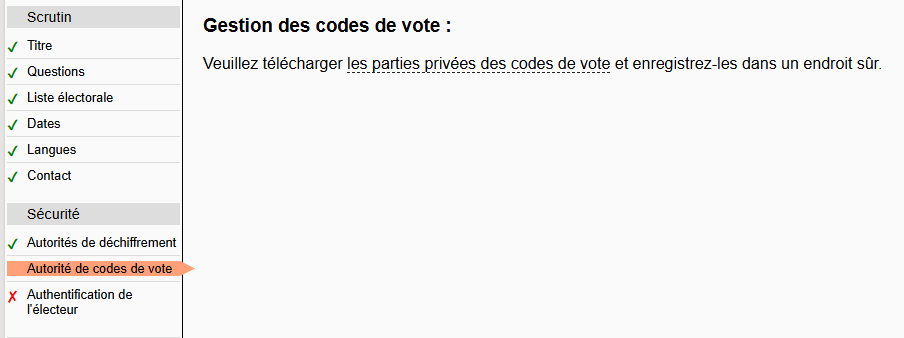 Scrutin
Titre
Questions
Liste électorale
Dates
Langues
Contact
Sécurité
Autorités de déchiffrement
Autorité de codes de vote
Authentification de
l'électeur
Gestion des codes de vote :
Veuillez télécharger les parties privées des codes de vote et enregistrez-les dans un endroit sûr.